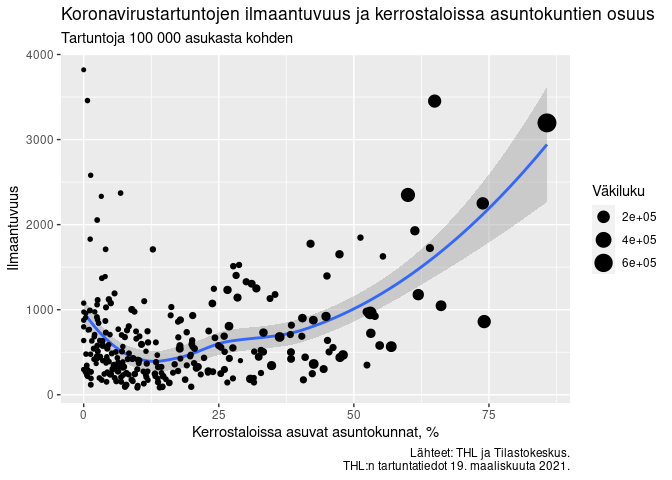 Koronavirustartuntojen ilmaantuvuus ja kerrostaloissa asuntokuntien osuus
Tartuntoja 100 000 asukasta kohden
4000
3000
2000
1000
0
Ilmaantuvuus
0 25 50 75
Kerrostaloissa asuvat asuntokunnat, %
Väkiluku
2e+05
4e+05
6e+05
Lähteet: THL ja Tilastokeskus.
THL:n tartuntatiedot 19. maaliskuuta 2021.